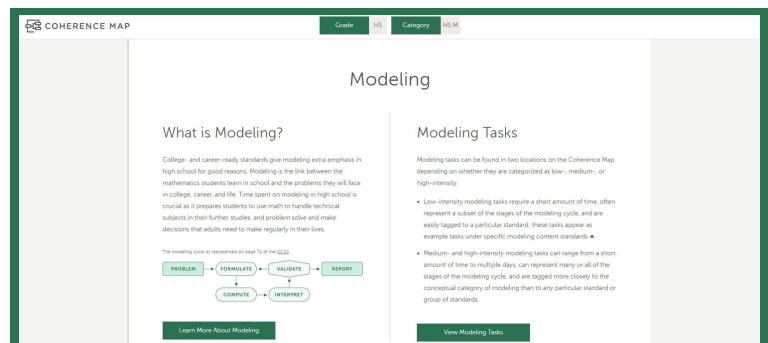 COHERENCE MAP
Grade HS Category HS.M
Modeling
What is Modeling?
College- and career-ready standards give modeling extra emphasis in
high school for good reasons. Modeling is the link between the
mathematics students learn in school and the problems they will face
in college, career, and life. Time spent on modeling in high school is
crucial as it prepares students to use math to handle technical
subjects in their further studies, and problem solve and make
decisions that adults need to make regularly in their lives.
The modeling cycle as represented on page 72 of the CCSS:
PROBLEM FORMULATE VALIDATE REPORT
COMPUTE INTERPRET
Learn More About Modeling
Modeling Tasks
Modeling tasks can be found in two locations on the Coherence Map
depending on whether they are categorized as low-, medium-, or
high-intensity.
• Low-intensity modeling tasks require a short amount of time, often
represent a subset of the stages of the modeling cycle, and are
easily tagged to a particular standard; these tasks appear as
example tasks under specific modeling content standards ★.
• Medium- and high-intensity modeling tasks can range from a short
amount of time to multiple days, can represent many or all of the
stages of the modeling cycle, and are tagged more closely to the
conceptual category of modeling than to any particular standard or
group of standards.
View Modeling Tasks